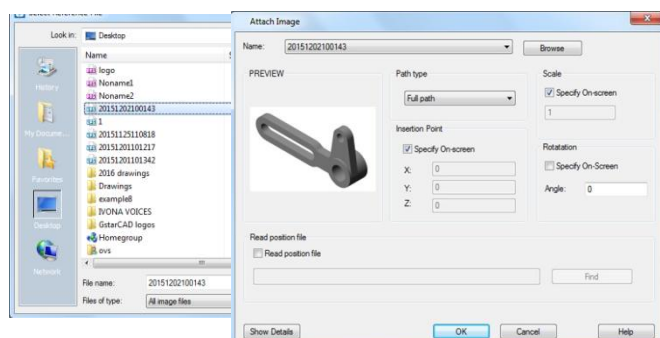 Select Reference File
Look in:
Desktop
History
My Docume...
Favorites
Desktop
Network
Name
logo
Noname1
Noname2
20151202100143
1
20151125110818
20151201101217
20151201101342
2016 drawings
Drawings
example8
IVONA VOICES
GstarCAD logos
Homegroup
ovs
File name:
20151202100143
Files of type:
All image files
Attach Image
Name:
20151202100143
Browse
PREVIEW
Path type
Full path
Insertion Point
Specify On-screen
X:
0
Y:
0
Z:
0
Scale
Specify On-screen
1
Rotatation
Specify On-Screen
Angle:
0
Read position file
Read position file
Find
Show Details
OK
Cancel
Help